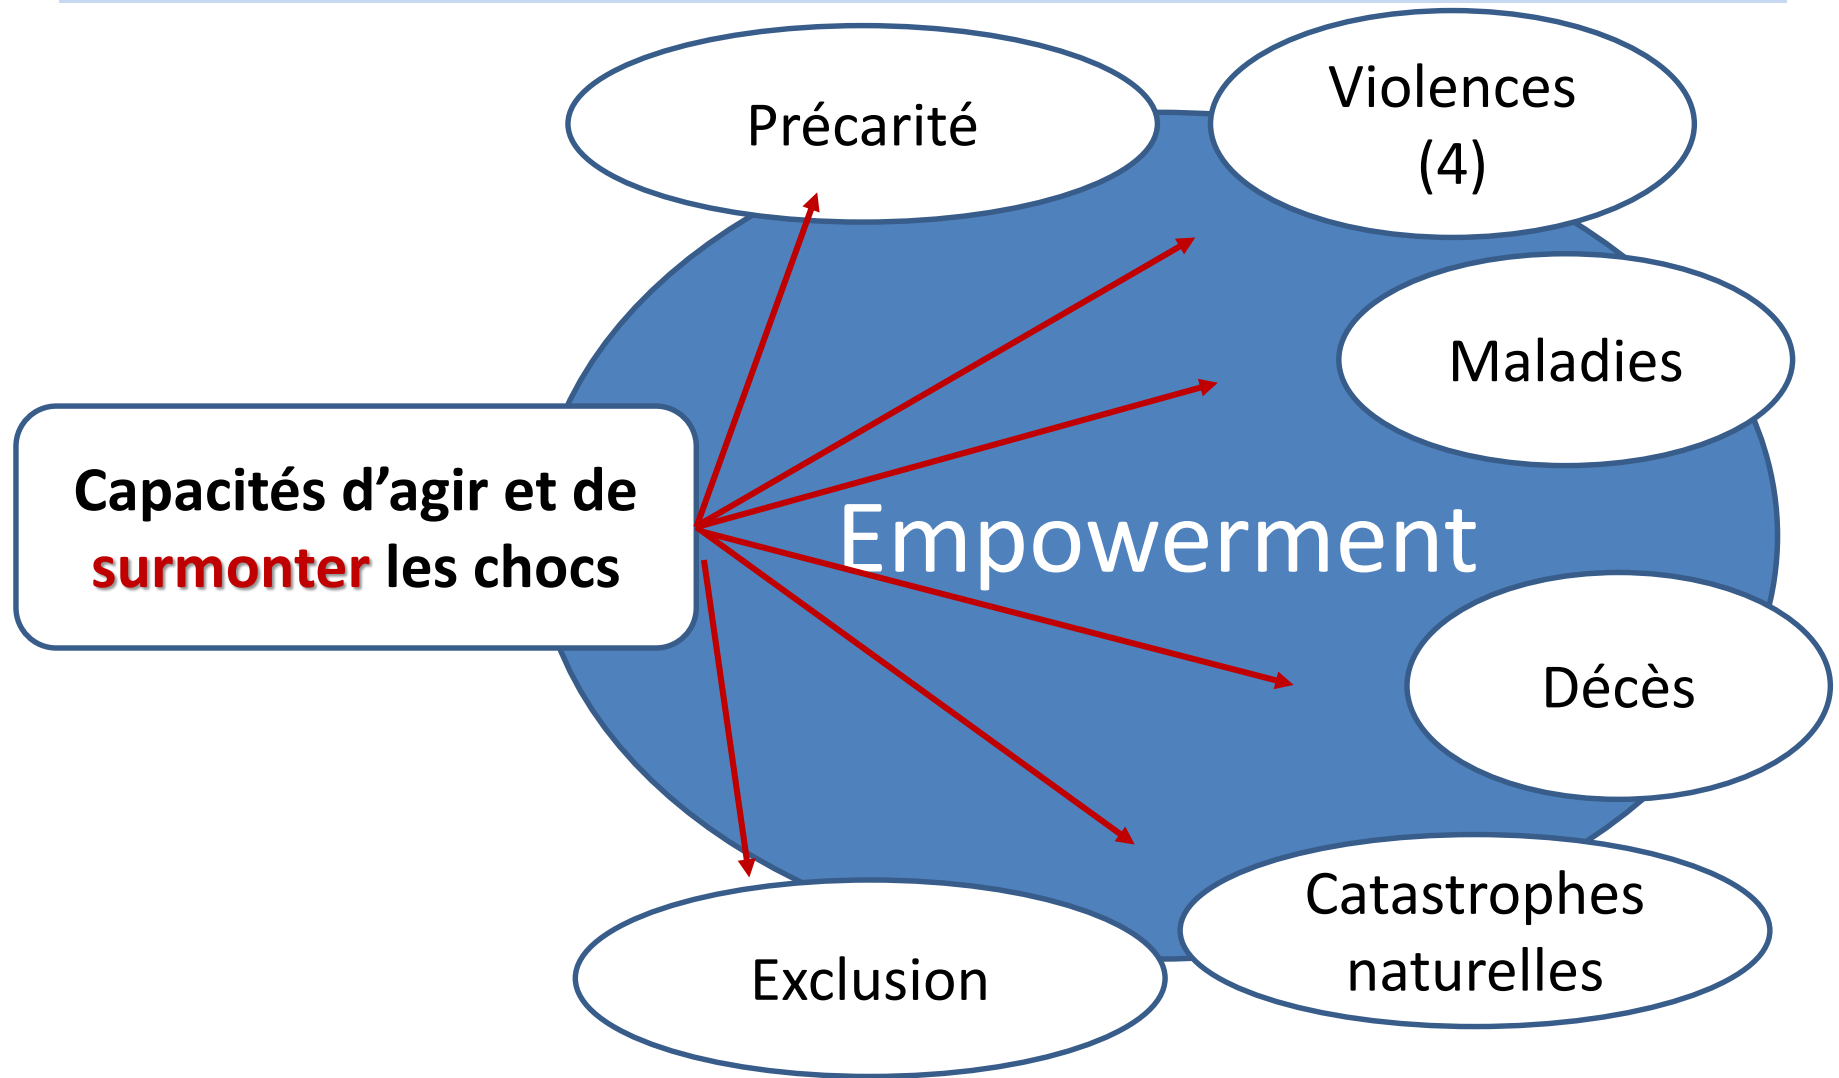 Précarité
Violences
(4)
Maladies
Capacités d’agir et de
surmonter les chocs
Empowerment
Décès
Catastrophes
naturelles
Exclusion